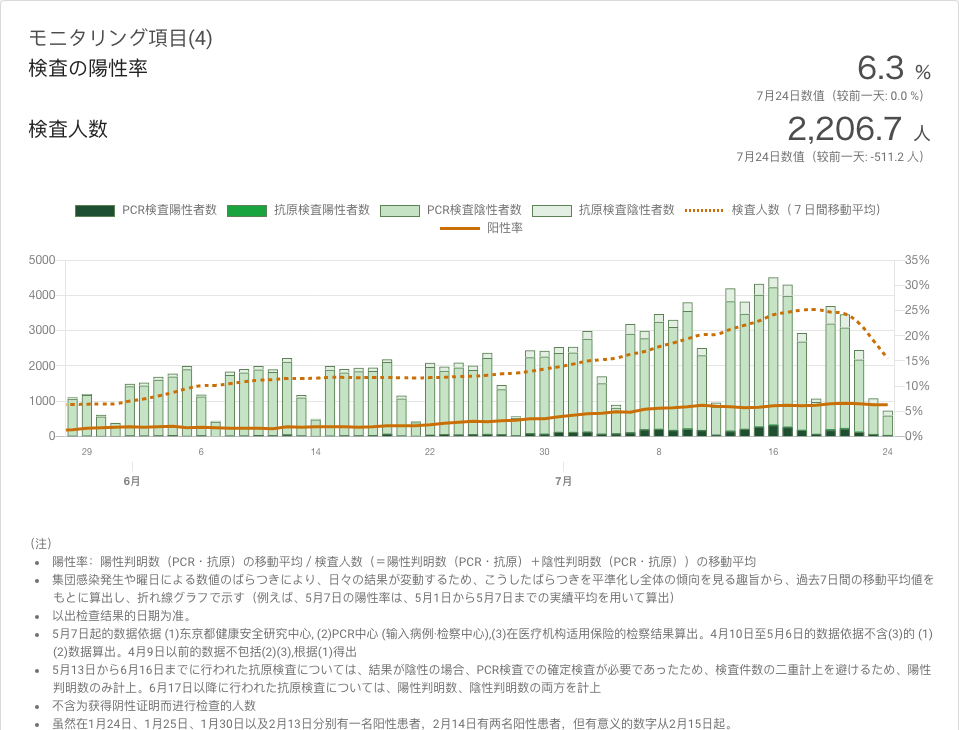 モニタリング項目(4)
検査の陽性率
6.3 %
7月24日数值（较前一天: 0.0 %）
検査人数
2,206.7 人
7月24日数值（较前一天: -511.2 人）
PCR検査陽性者数 抗原検査陽性者数 PCR検査陰性者数 抗原検査陰性者数 検査人数（７日間移動平均）
阳性率
5000 35%
30%
4000
25%
3000
20%
2000 15%
10%
1000
5%
0 0%
29 6 14 22 30 8 16 24
6月 7月
（注）
陽性率：陽性判明数（PCR・抗原）の移動平均 / 検査人数（＝陽性判明数（PCR・抗原）＋陰性判明数（PCR・抗原））の移動平均
集団感染発生や曜日による数値のばらつきにより、日々の結果が変動するため、こうしたばらつきを平準化し全体の傾向を見る趣旨から、過去7日間の移動平均値を
もとに算出し、折れ線グラフで示す（例えば、5月7日の陽性率は、5月1日から5月7日までの実績平均を用いて算出）
以出检查结果的日期为准。
5月7日起的数据依据 (1)东京都健康安全研究中心, (2)PCR中心 (输入病例·检察中心),(3)在医疗机构适用保险的检察结果算出。4月10日至5月6日的数据依据不含(3)的 (1)
(2)数据算出。4月9日以前的数据不包括(2)(3),根据(1)得出
5月13日から6月16日までに行われた抗原検査については、結果が陰性の場合、PCR検査での確定検査が必要であったため、検査件数の二重計上を避けるため、陽性
判明数のみ計上。6月17日以降に行われた抗原検査については、陽性判明数、陰性判明数の両方を計上
不含为获得阴性证明而进行检查的人数
虽然在1月24日、1月25日、1月30日以及2月13日分别有一名阳性患者，2月14日有两名阳性患者，但有意义的数字从2月15日起。